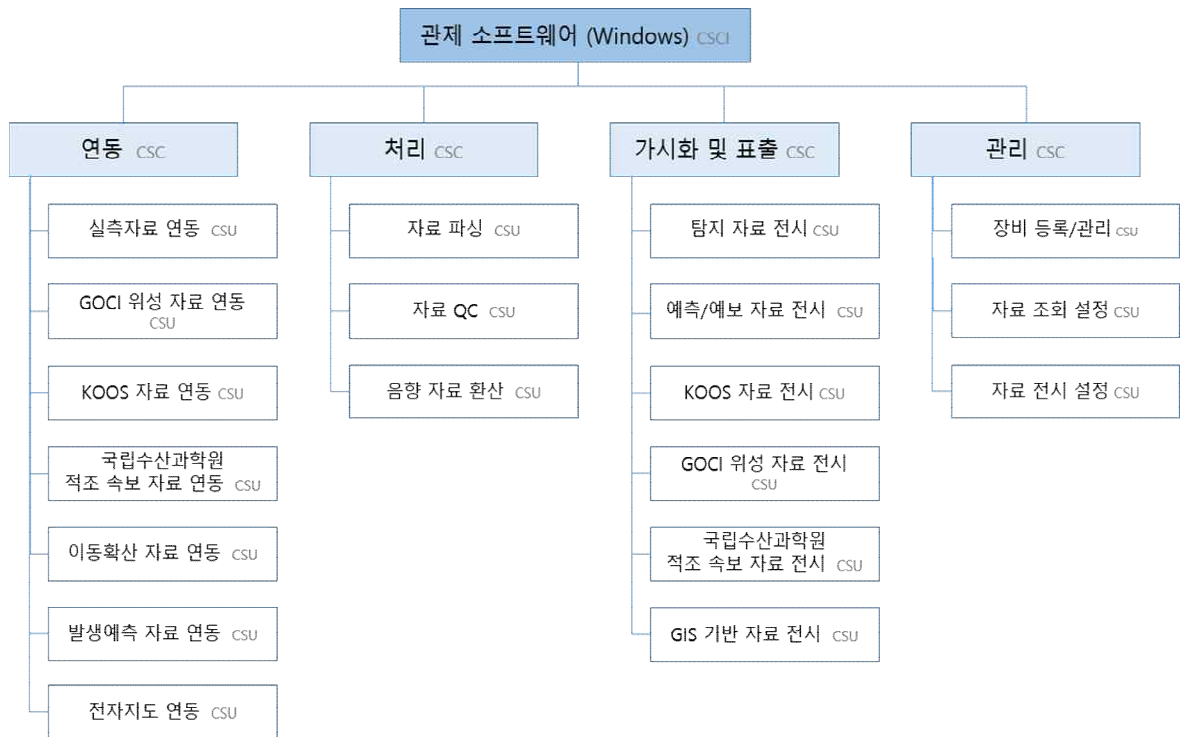 관제 소프트웨어 (Windows) CSCI
연동 CSC
실측자료 연동 CSU
GOCI 위성 자료 연동
CSU
KOOS 자료 연동 CSU
국립수산과학원
적조 속보 자료 연동 CSU
이동확산 자료 연동 CSU
발생예측 자료 연동 CSU
전자지도 연동 CSU
처리 CSC
자료 파싱 CSU
자료 QC CSU
음향 자료 환산 CSU
가시화 및 표출 CSC
탐지 자료 전시 CSU
예측/예보 자료 전시 CSU
KOOS 자료 전시 CSU
GOCI 위성 자료 전시
CSU
국립수산과학원
적조 속보 자료 전시 CSU
GIS 기반 자료 전시 CSU
관리 CSC
장비 등록/관리 CSU
자료 조회 설정 CSU
자료 전시 설정 CSU